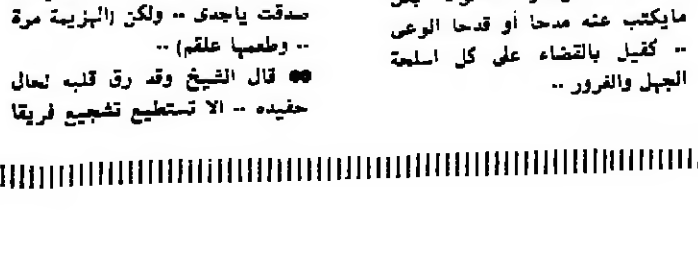 مايكتب عنه مدحا أو قدحا الوعى
.. كفيل بالقضاء على كل اسلحة
الجهل والغرور ..
صدقت ياجدى .. ولكن (الهزيمة مرة
.. وطعمها علقم) ..
●● قال الشيخ وقد رق قلبه لحال
حفيده .. الا تستطيع تشجيع فريقا